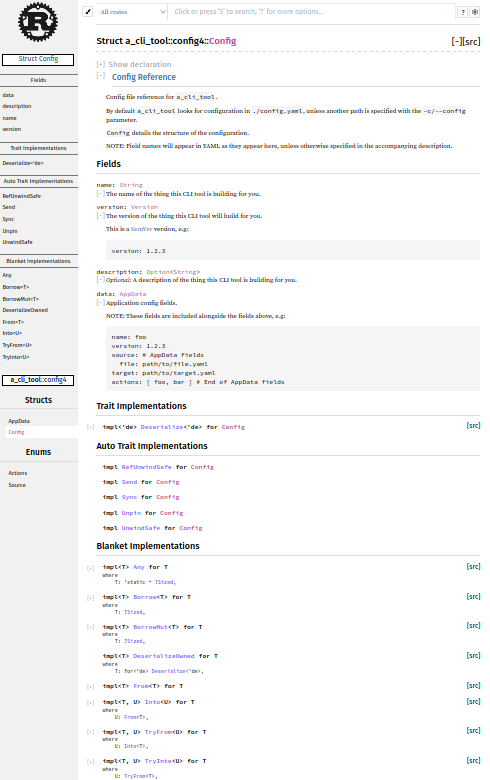 Struct Config
Fields
data
description
name
version
Trait Implementations
Deserialize<'de>
Auto Trait Implementations
RefUnwindSafe
Send
Sync
Unpin
UnwindSafe
Blanket Implementations
Any
Borrow<T>
BorrowMut<T>
DeserializeOwned
From<T>
Into<U>
TryFrom<U>
TryInto<U>
a_cli_tool::config4
Structs
AppData
Config
Enums
Actions
Source
All crates
Click or press 'S' to search, '?' for more options…
?
Struct a_cli_tool::config4::Config
[-][src]
[+] Show declaration
[-] Config Reference
Config file reference for a_cli_tool.
By default a_cli_tool looks for configuration in ./config.yaml, unless another path is specified with the -c/--config
parameter.
Config details the structure of the configuration.
NOTE: Field names will appear in YAML as they appear here, unless otherwise specified in the accompanying description.
Fields
name: String
[-] The name of the thing this CLI tool is building for you.
version: Version
[-] The version of the thing this CLI tool will build for you.
This is a SemVer version, e.g:
version: 1.2.3
description: Option<String>
[-] Optional: A description of the thing this CLI tool is building for you.
data: AppData
[-] Application config fields.
NOTE: These fields are included alongside the fields above, e.g:
name: foo
version: 1.2.3
source: # AppData fields
file: path/to/file.yaml
target: path/to/target.yaml
actions: [ foo, bar ] # End of AppData fields
Trait Implementations
[+] impl<'de> Deserialize<'de> for Config [src]
Auto Trait Implementations
impl RefUnwindSafe for Config
impl Send for Config
impl Sync for Config
impl Unpin for Config
impl UnwindSafe for Config
Blanket Implementations
[+] impl<T> Any for T [src]
where
T: 'static + ?Sized,
[+] impl<T> Borrow<T> for T [src]
where
T: ?Sized,
[+] impl<T> BorrowMut<T> for T [src]
where
T: ?Sized,
impl<T> DeserializeOwned for T [src]
where
T: for<'de> Deserialize<'de>,
[+] impl<T> From<T> for T [src]
[+] impl<T, U> Into<U> for T [src]
where
U: From<T>,
[+] impl<T, U> TryFrom<U> for T [src]
where
U: Into<T>,
[+] impl<T, U> TryInto<U> for T [src]
where
U: TryFrom<T>,